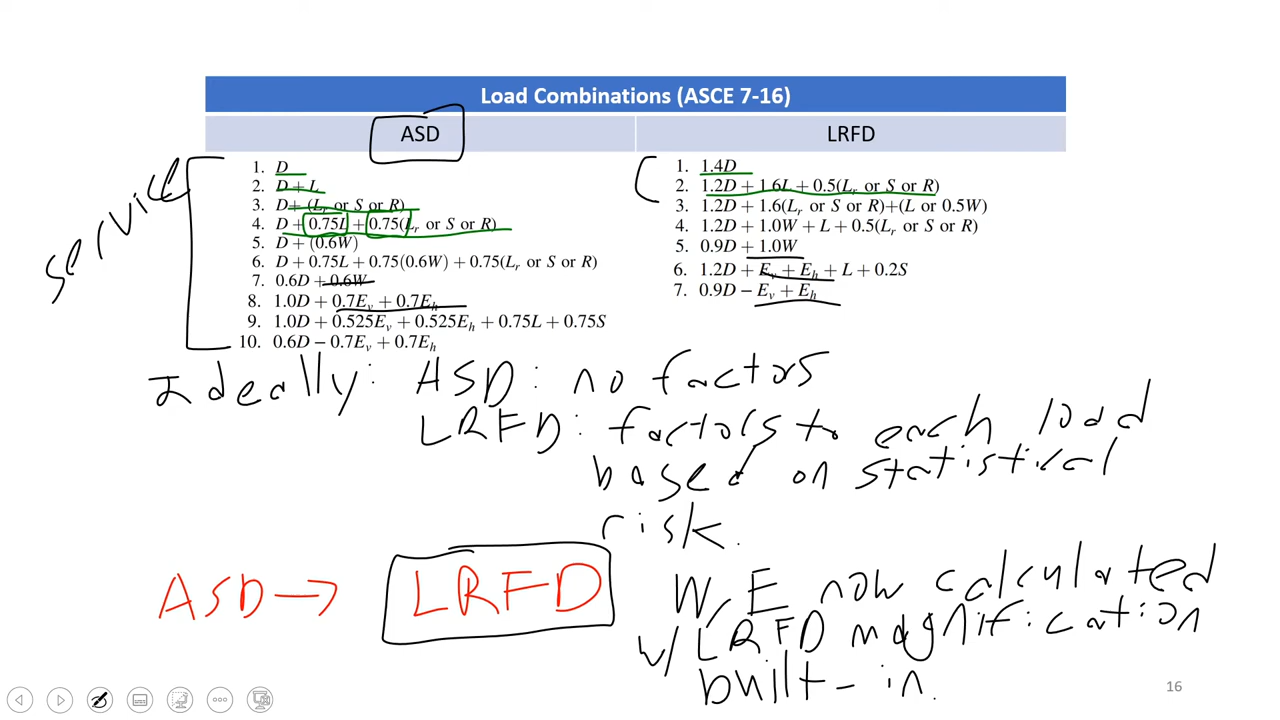 Load Combinations (ASCE 7-16)
ASD
LRFD
service
1. D
2. D + L
3. D + (Lr or S or R)
4. D + 0.75L + 0.75(Lr or S or R)
5. D + (0.6W)
6. D + 0.75L + 0.75(0.6W) + 0.75(Lr or S or R)
7. 0.6D + 0.6W
8. 1.0D + 0.7Ev + 0.7Eh
9. 1.0D + 0.525Ev + 0.525Eh + 0.75L + 0.75S
10. 0.6D − 0.7Ev + 0.7Eh
1. 1.4D
2. 1.2D + 1.6L + 0.5(Lr or S or R)
3. 1.2D + 1.6(Lr or S or R)+(L or 0.5W)
4. 1.2D + 1.0W + L + 0.5(Lr or S or R)
5. 0.9D + 1.0W
6. 1.2D + Ev + Eh + L + 0.2S
7. 0.9D − Ev + Eh
Ideally: ASD: no factors
LRFD: factors to each load
based on statistical
risk.
ASD → LRFD
W, E now calculated
w/ LRFD magnification
built-in.
16